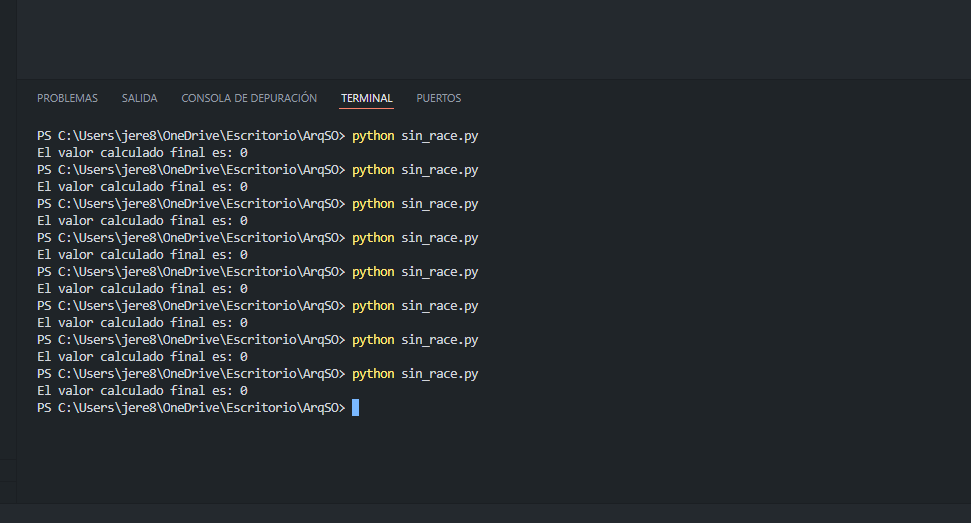 PROBLEMAS SALIDA CONSOLA DE DEPURACIÓN TERMINAL PUERTOS
PS C:\Users\jere8\OneDrive\Escritorio\ArqSO> python sin_race.py
El valor calculado final es: 0
PS C:\Users\jere8\OneDrive\Escritorio\ArqSO> python sin_race.py
El valor calculado final es: 0
PS C:\Users\jere8\OneDrive\Escritorio\ArqSO> python sin_race.py
El valor calculado final es: 0
PS C:\Users\jere8\OneDrive\Escritorio\ArqSO> python sin_race.py
El valor calculado final es: 0
PS C:\Users\jere8\OneDrive\Escritorio\ArqSO> python sin_race.py
El valor calculado final es: 0
PS C:\Users\jere8\OneDrive\Escritorio\ArqSO> python sin_race.py
El valor calculado final es: 0
PS C:\Users\jere8\OneDrive\Escritorio\ArqSO> python sin_race.py
El valor calculado final es: 0
PS C:\Users\jere8\OneDrive\Escritorio\ArqSO> python sin_race.py
El valor calculado final es: 0
PS C:\Users\jere8\OneDrive\Escritorio\ArqSO>